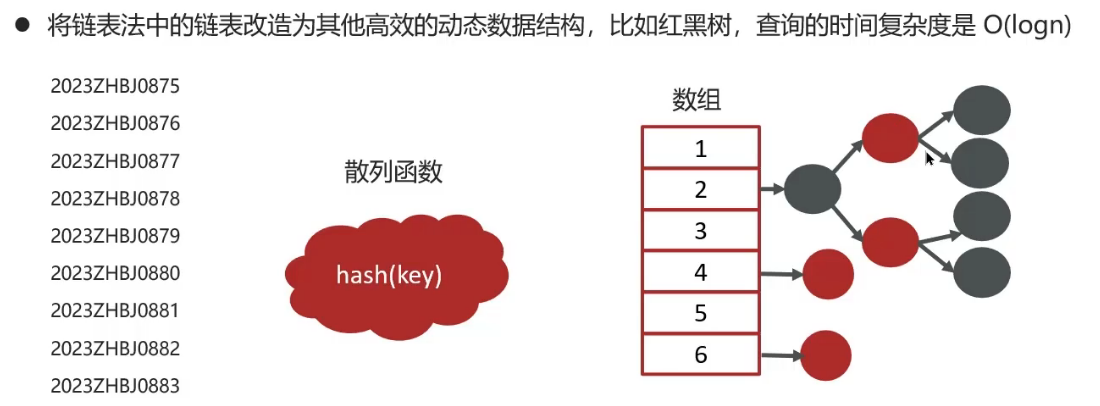 ● 将链表法中的链表改造为其他高效的动态数据结构，比如红黑树，查询的时间复杂度是 O(logn)
2023ZHBJ0875
2023ZHBJ0876
2023ZHBJ0877
2023ZHBJ0878
2023ZHBJ0879
2023ZHBJ0880
2023ZHBJ0881
2023ZHBJ0882
2023ZHBJ0883
散列函数
hash(key)
数组
1
2
3
4
5
6